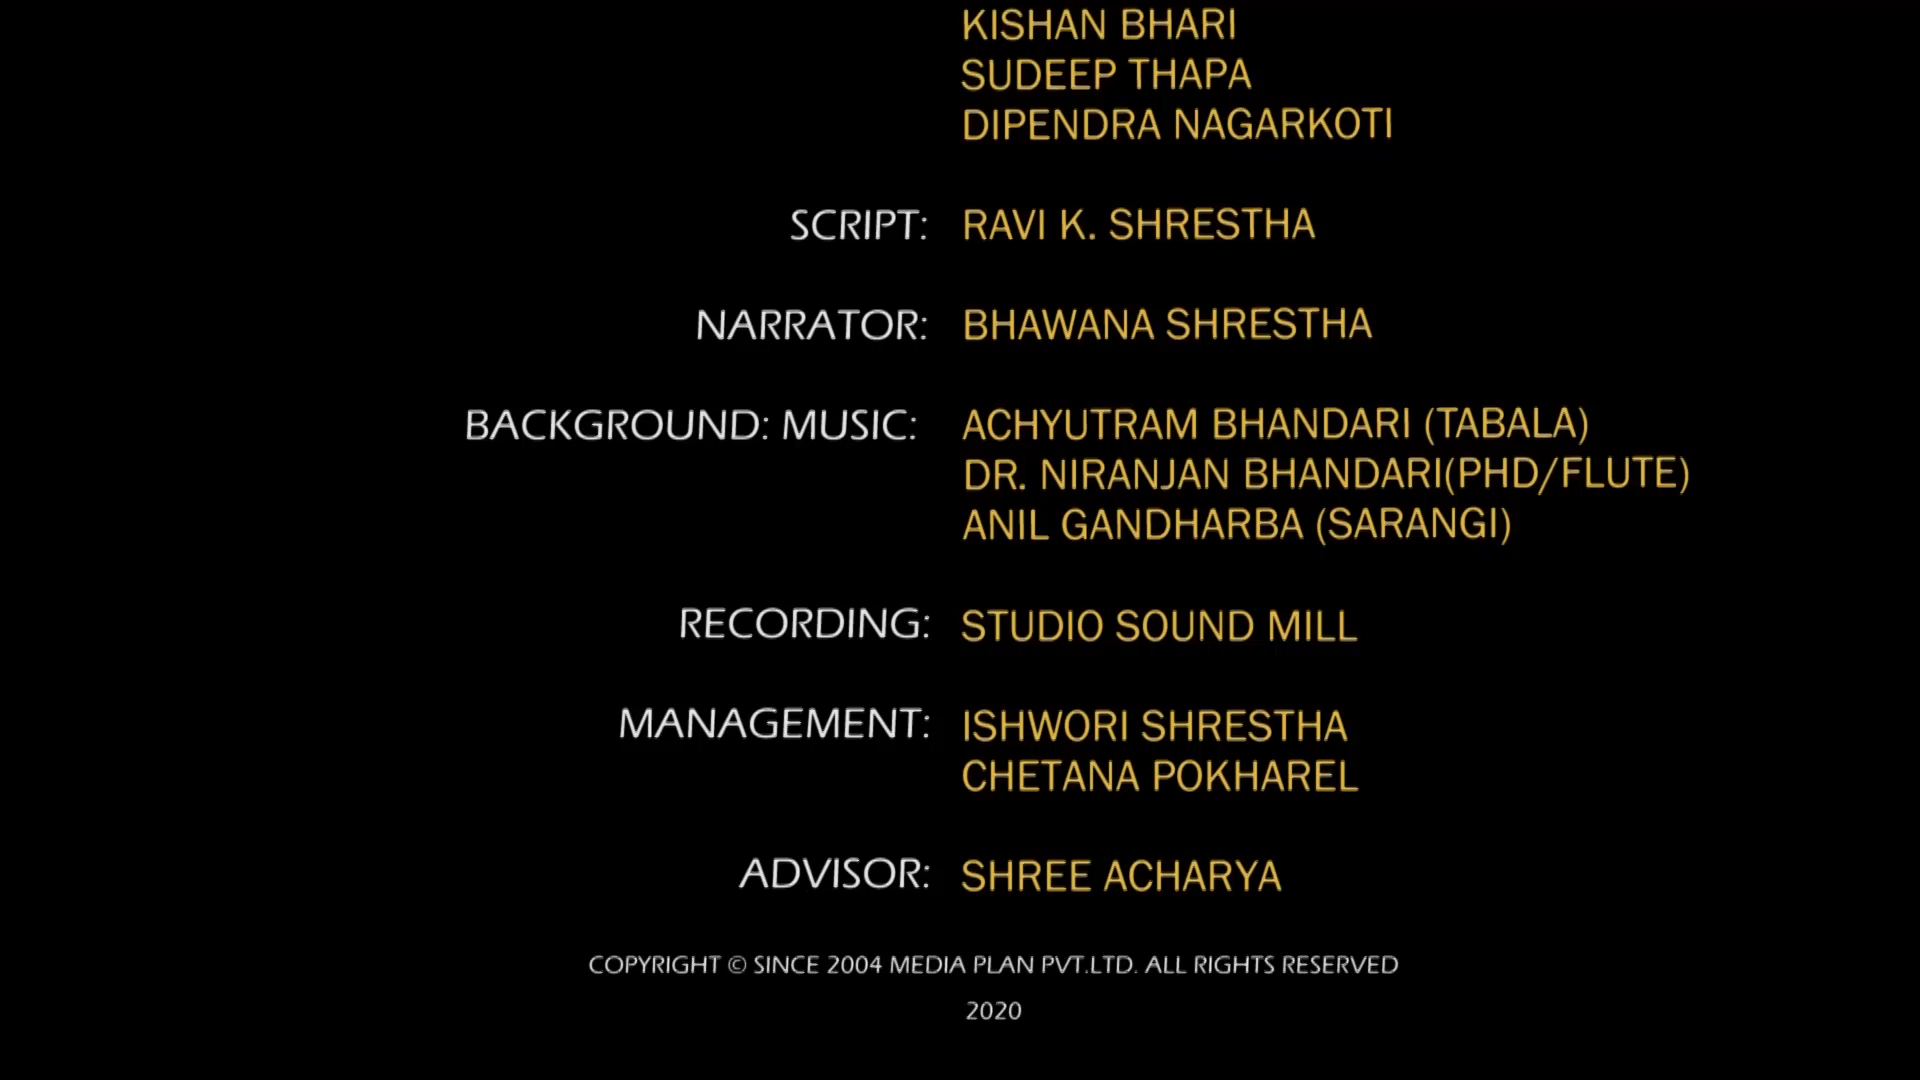 KISHAN BHARI
SUDEEP THAPA
DIPENDRA NAGARKOTI
SCRIPT: RAVI K. SHRESTHA
NARRATOR: BHAWANA SHRESTHA
BACKGROUND: MUSIC: ACHYUTRAM BHANDARI (TABALA)
DR. NIRANJAN BHANDARI(PHD/FLUTE)
ANIL GANDHARBA (SARANGI)
RECORDING: STUDIO SOUND MILL
MANAGEMENT: ISHWORI SHRESTHA
CHETANA POKHAREL
ADVISOR: SHREE ACHARYA
COPYRIGHT © SINCE 2004 MEDIA PLAN PVT.LTD. ALL RIGHTS RESERVED
2020